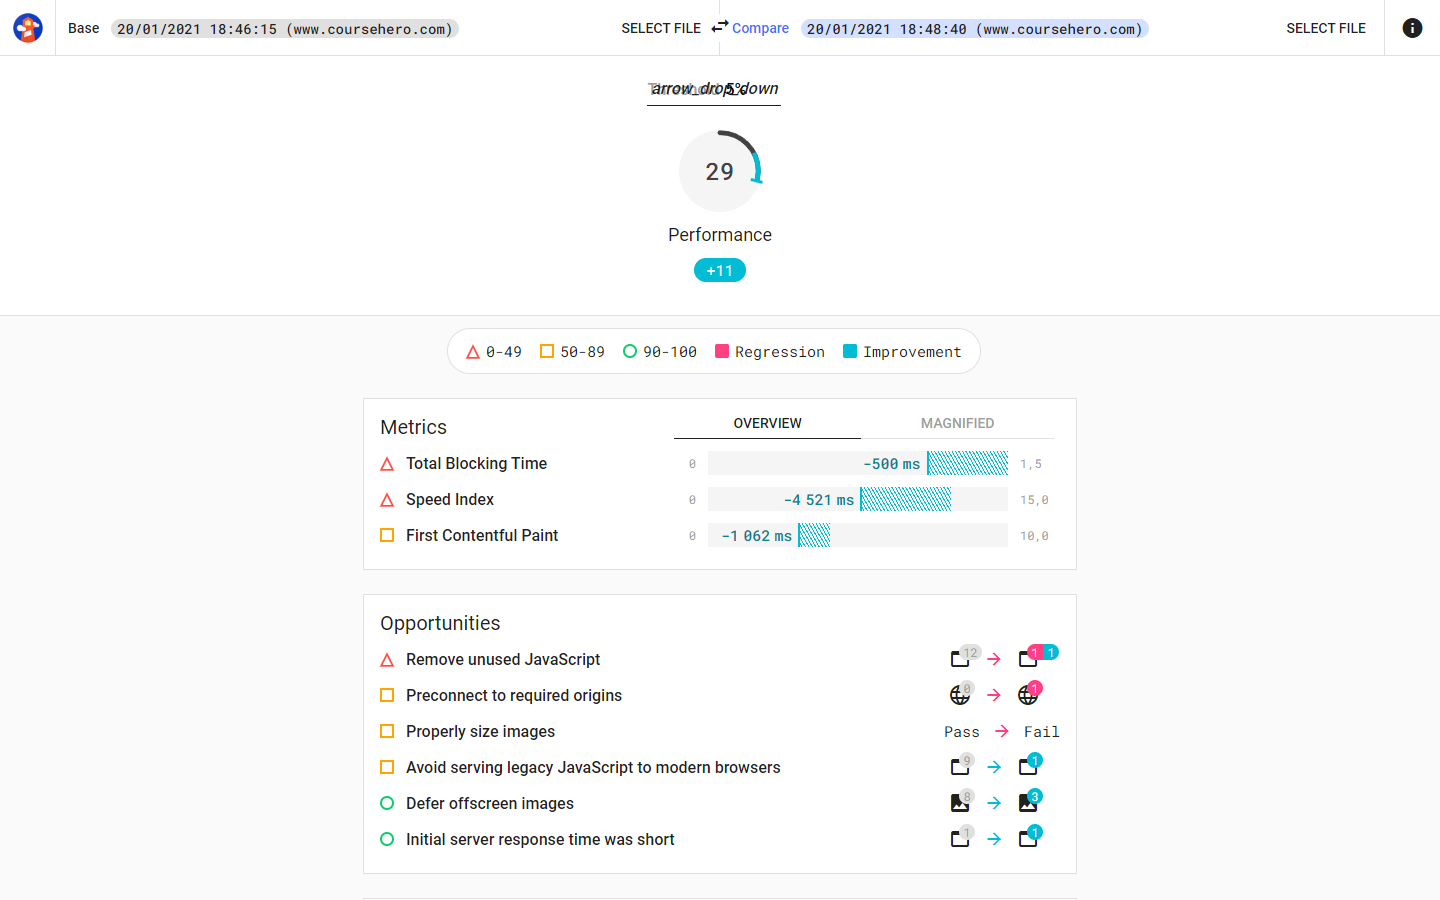 Base 20/01/2021 18:46:15 (www.coursehero.com) SELECT FILE Compare 20/01/2021 18:48:40 (www.coursehero.com) SELECT FILE
Threshold 5% arrow_drop_down
29
Performance
+11
0-49 50-89 90-100 Regression Improvement
Metrics OVERVIEW MAGNIFIED
Total Blocking Time 0 -500 ms 1,5
Speed Index 0 -4 521 ms 15,0
First Contentful Paint 0 -1 062 ms 10,0
Opportunities
Remove unused JavaScript 12 1 1
Preconnect to required origins 0 1
Properly size images Pass Fail
Avoid serving legacy JavaScript to modern browsers 9 1
Defer offscreen images 8 3
Initial server response time was short 1 1